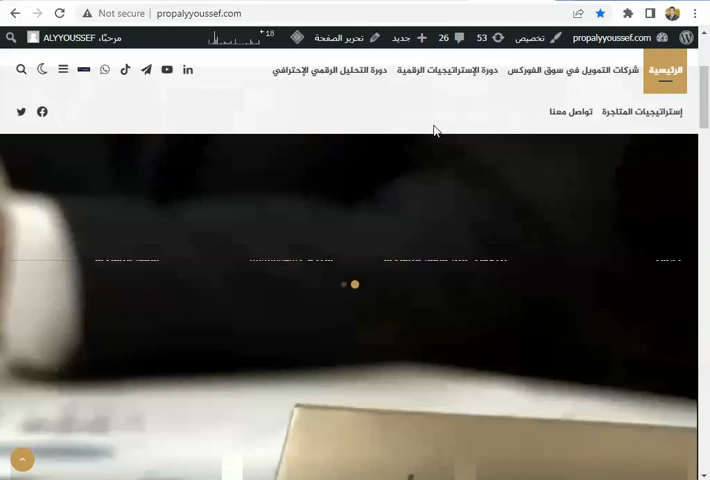 Not secure | propalyyoussef.com
propalyyoussef.com تخصيص 53 26 جديد تحرير الصفحة +18 مرحبًا، ALYYOUSSEF
الرئيسية شركات التمويل في سوق الفوركس دورة الإستراتيجيات الرقمية دورة التحليل الرقمي الإحترافي
إستراتيجيات المتاجرة تواصل معنا